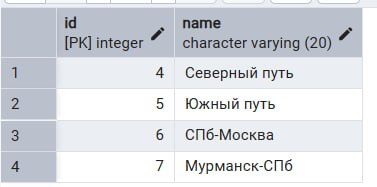 id name
[PK] integer character varying (20)
1 4 Северный путь
2 5 Южный путь
3 6 СПб-Москва
4 7 Мурманск-СПб